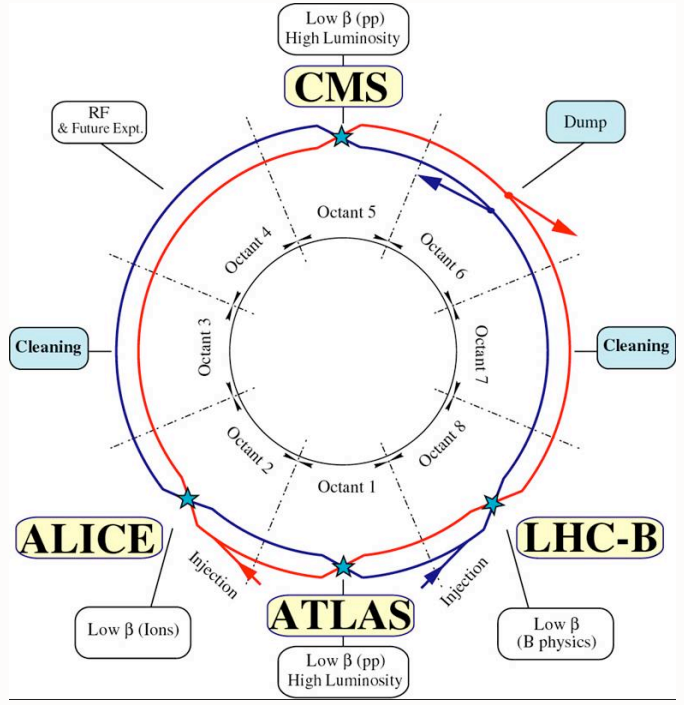 Low β (pp)
High Luminosity
CMS
RF
& Future Expt.
Dump
Octant 5
Octant 4
Octant 6
Cleaning
Octant 3
Octant 7
Cleaning
Octant 2
Octant 8
Octant 1
ALICE
LHC-B
Injection
Injection
ATLAS
Low β (Ions)
Low β
(B physics)
Low β (pp)
High Luminosity